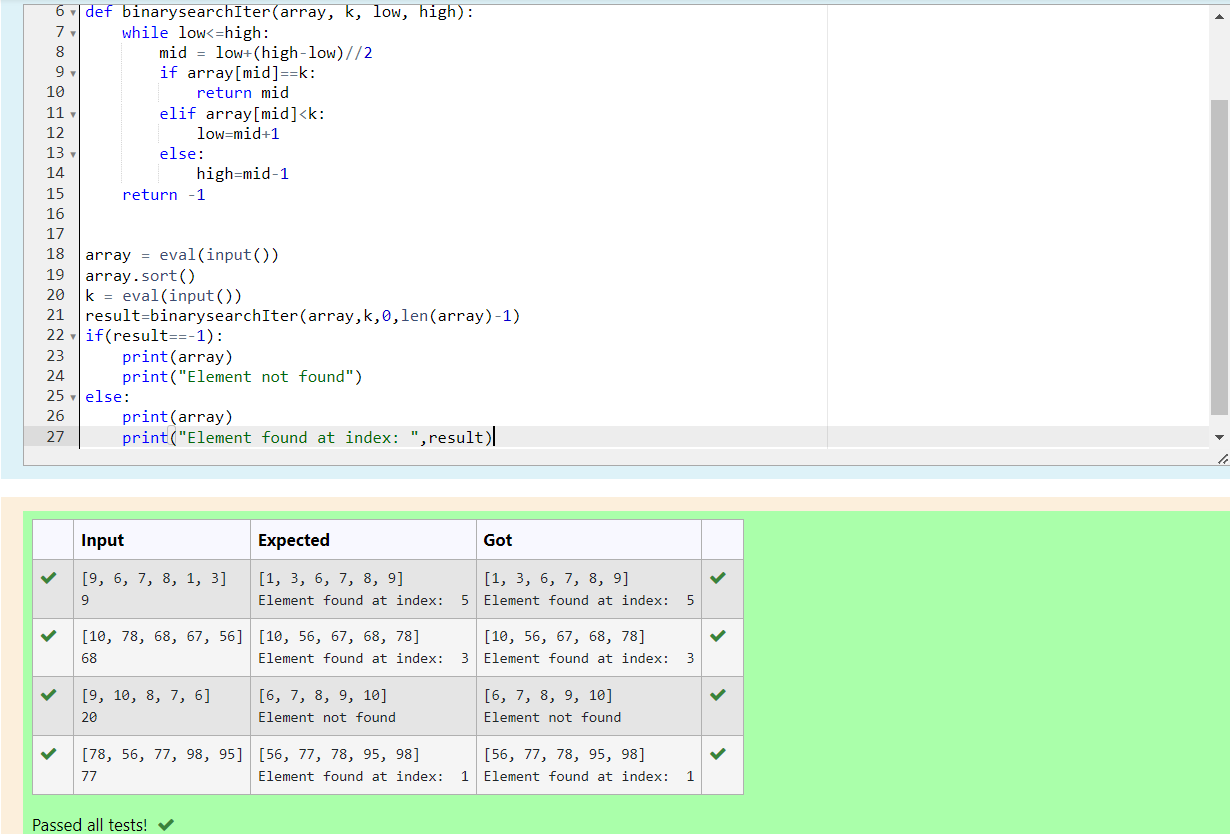 6 def binarysearchIter(array, k, low, high):
7     while low<=high:
8         mid = low+(high-low)//2
9         if array[mid]==k:
10             return mid
11         elif array[mid]<k:
12             low=mid+1
13         else:
14             high=mid-1
15     return -1
16
17
18 array = eval(input())
19 array.sort()
20 k = eval(input())
21 result=binarysearchIter(array,k,0,len(array)-1)
22 if(result==-1):
23     print(array)
24     print("Element not found")
25 else:
26     print(array)
27     print("Element found at index: ",result)
Input Expected Got
[9, 6, 7, 8, 1, 3] [1, 3, 6, 7, 8, 9] [1, 3, 6, 7, 8, 9]
9 Element found at index:  5 Element found at index:  5
[10, 78, 68, 67, 56] [10, 56, 67, 68, 78] [10, 56, 67, 68, 78]
68 Element found at index:  3 Element found at index:  3
[9, 10, 8, 7, 6] [6, 7, 8, 9, 10] [6, 7, 8, 9, 10]
20 Element not found Element not found
[78, 56, 77, 98, 95] [56, 77, 78, 95, 98] [56, 77, 78, 95, 98]
77 Element found at index:  1 Element found at index:  1
Passed all tests!